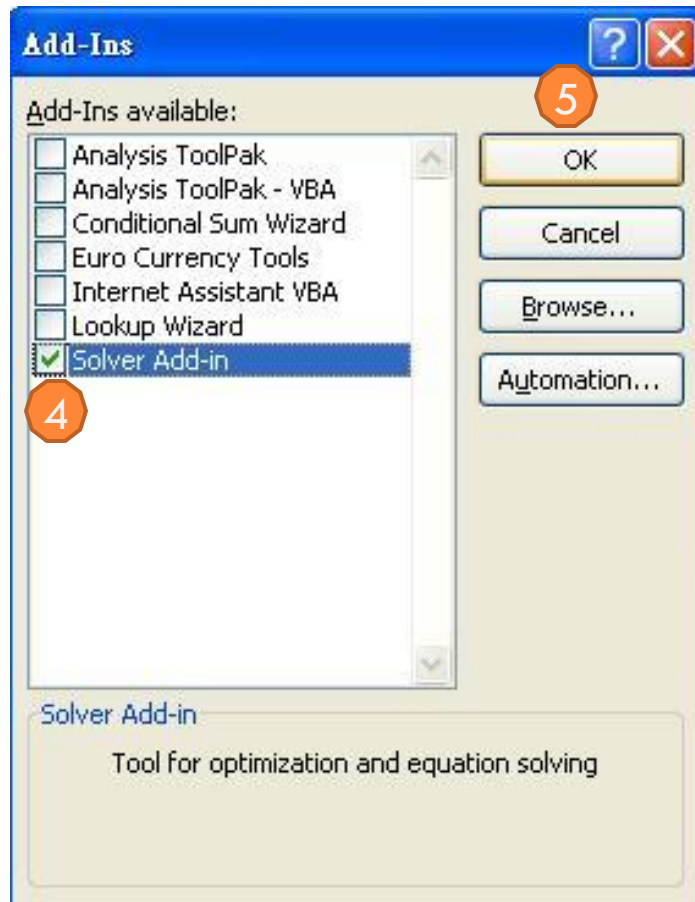 Add-Ins
5
Add-Ins available:
Analysis ToolPak
Analysis ToolPak - VBA
Conditional Sum Wizard
Euro Currency Tools
Internet Assistant VBA
Lookup Wizard
Solver Add-in
4
OK
Cancel
Browse...
Automation...
Solver Add-in
Tool for optimization and equation solving